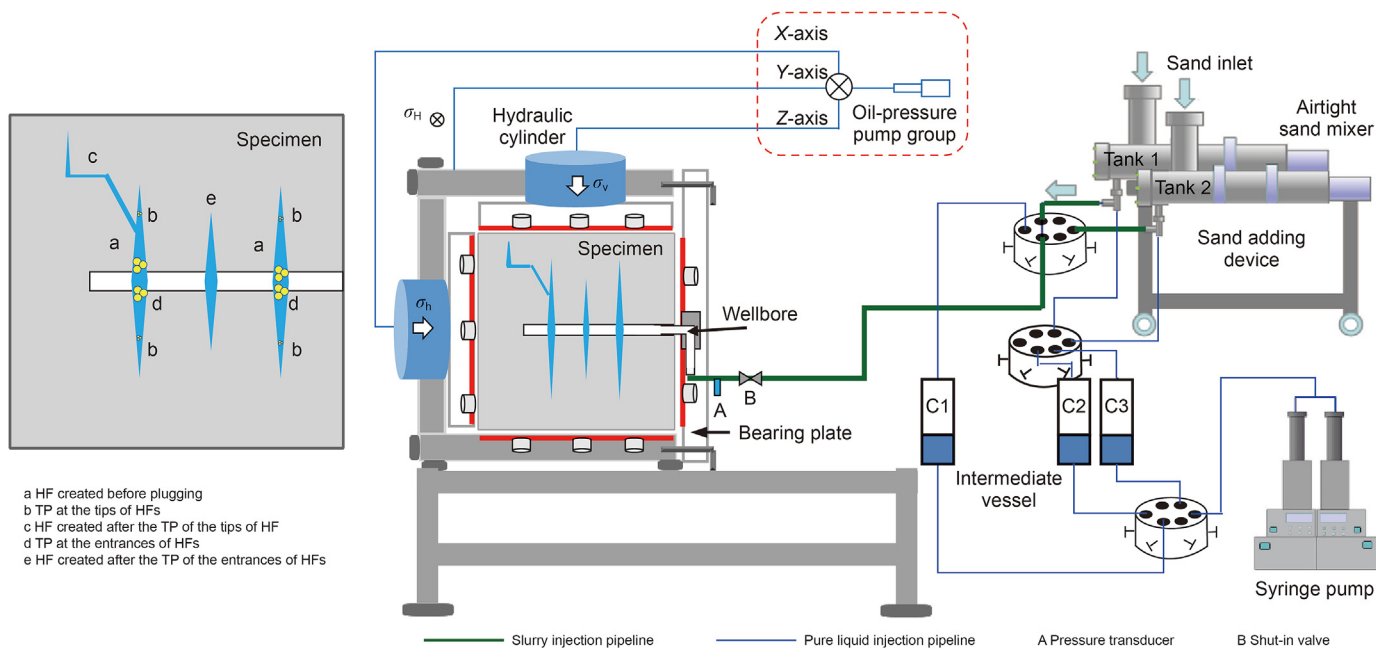 X-axis
Y-axis
Z-axis
Oil-pressure
pump group
σH
Hydraulic
cylinder
σv
σh
Specimen
Wellbore
A
B
Bearing plate
Specimen
c
b
e
b
a
a
d
d
b
b
a HF created before plugging
b TP at the tips of HFs
c HF created after the TP of the tips of HF
d TP at the entrances of HFs
e HF created after the TP of the entrances of HFs
Sand inlet
Airtight
sand mixer
Tank 1
Tank 2
Sand adding
device
C1
C2
C3
Intermediate
vessel
Syringe pump
Slurry injection pipeline
Pure liquid injection pipeline
A Pressure transducer
B Shut-in valve